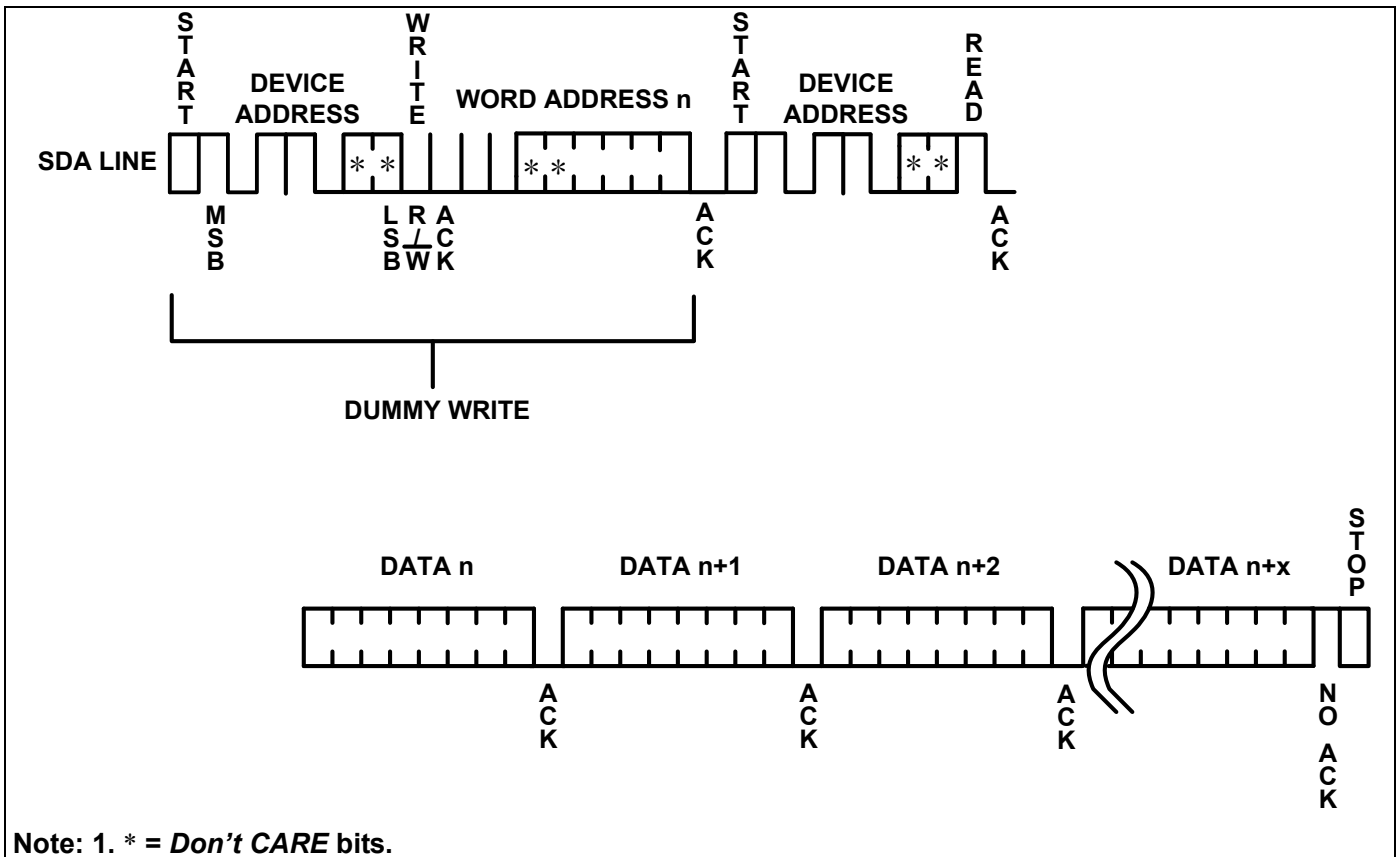 START
WRITE
START
READ
DEVICE
ADDRESS
WORD ADDRESS n
DEVICE
ADDRESS
SDA LINE
* *
* *
* *
MSB
LSB
R/W
ACK
ACK
ACK
DUMMY WRITE
STOP
DATA n
DATA n+1
DATA n+2
DATA n+x
ACK
ACK
ACK
NO ACK
Note: 1. * = Don't CARE bits.